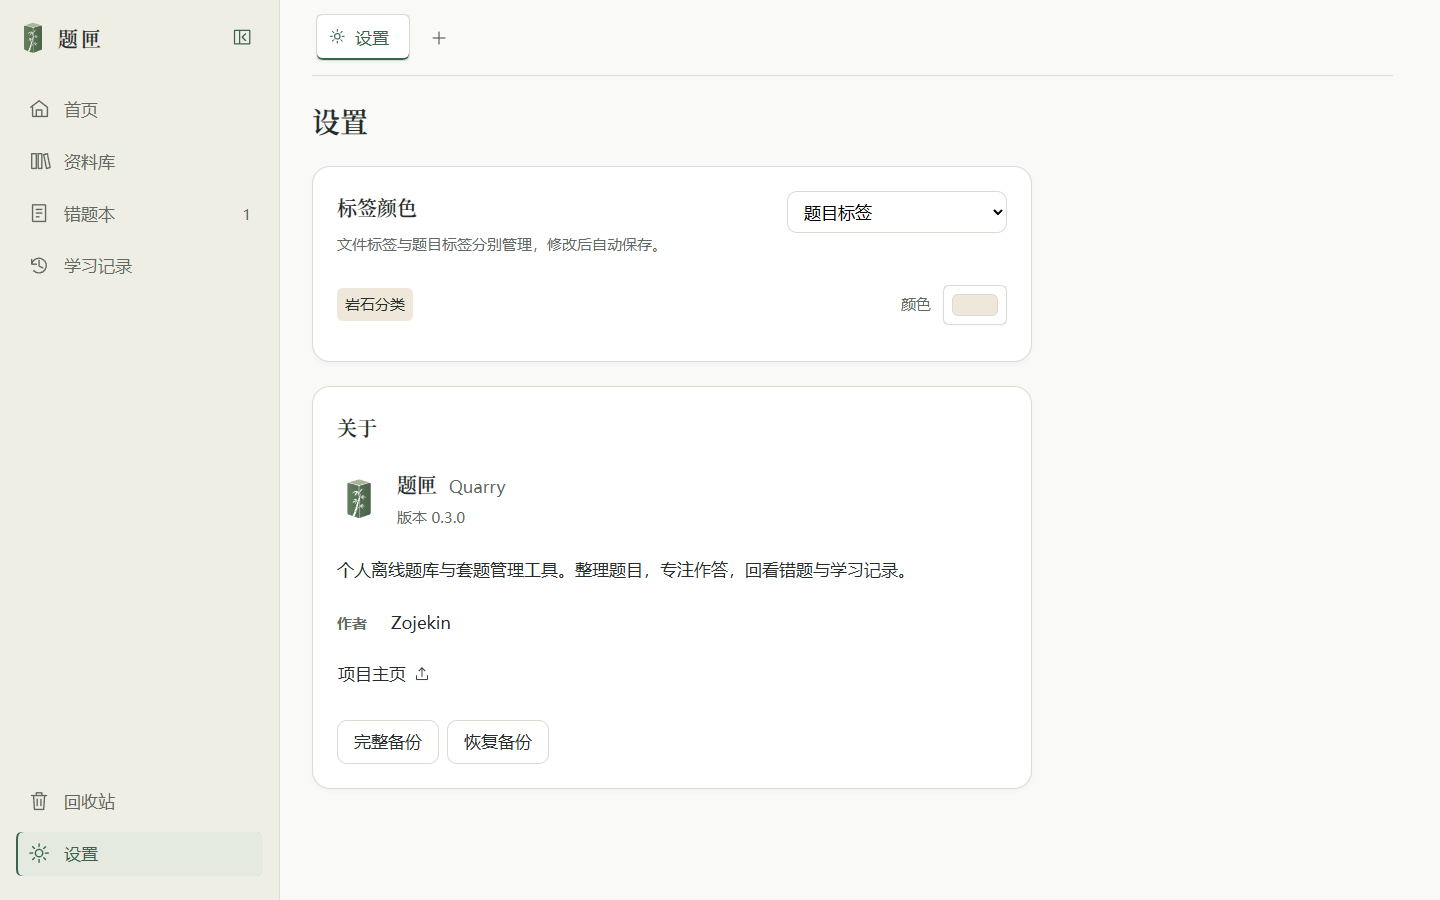 题匣
首页
资料库
错题本 1
学习记录
回收站
设置
设置
设置
标签颜色
题目标签
文件标签与题目标签分别管理，修改后自动保存。
岩石分类
颜色
关于
题匣 Quarry
版本 0.3.0
个人离线题库与套题管理工具。整理题目，专注作答，回看错题与学习记录。
作者 Zojekin
项目主页
完整备份
恢复备份